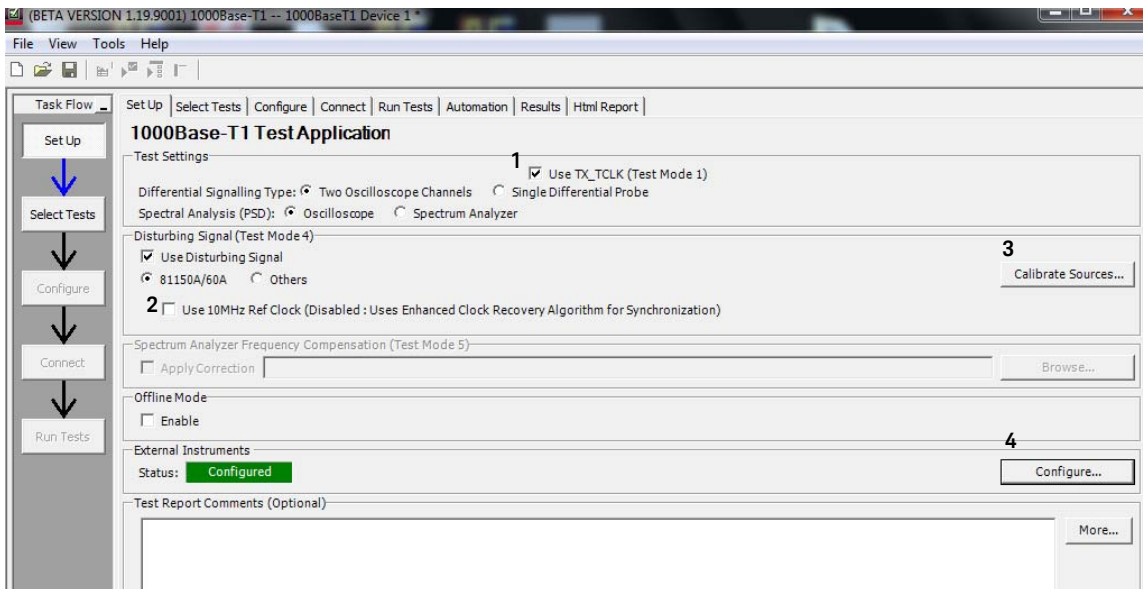 (BETA VERSION 1.19.9001) 1000Base-T1 -- 1000BaseT1 Device 1 *
File View Tools Help
Task Flow
Set Up
Select Tests
Configure
Connect
Run Tests
Set Up Select Tests Configure Connect Run Tests Automation Results Html Report
1000Base-T1 Test Application
Test Settings
1
Use TX_TCLK (Test Mode 1)
Differential Signalling Type: Two Oscilloscope Channels Single Differential Probe
Spectral Analysis (PSD): Oscilloscope Spectrum Analyzer
Disturbing Signal (Test Mode 4)
Use Disturbing Signal
3
81150A/60A Others
Calibrate Sources...
2 Use 10MHz Ref Clock (Disabled : Uses Enhanced Clock Recovery Algorithm for Synchronization)
Spectrum Analyzer Frequency Compensation (Test Mode 5)
Apply Correction
Browse...
Offline Mode
Enable
External Instruments
4
Status: Configured
Configure...
Test Report Comments (Optional)
More...